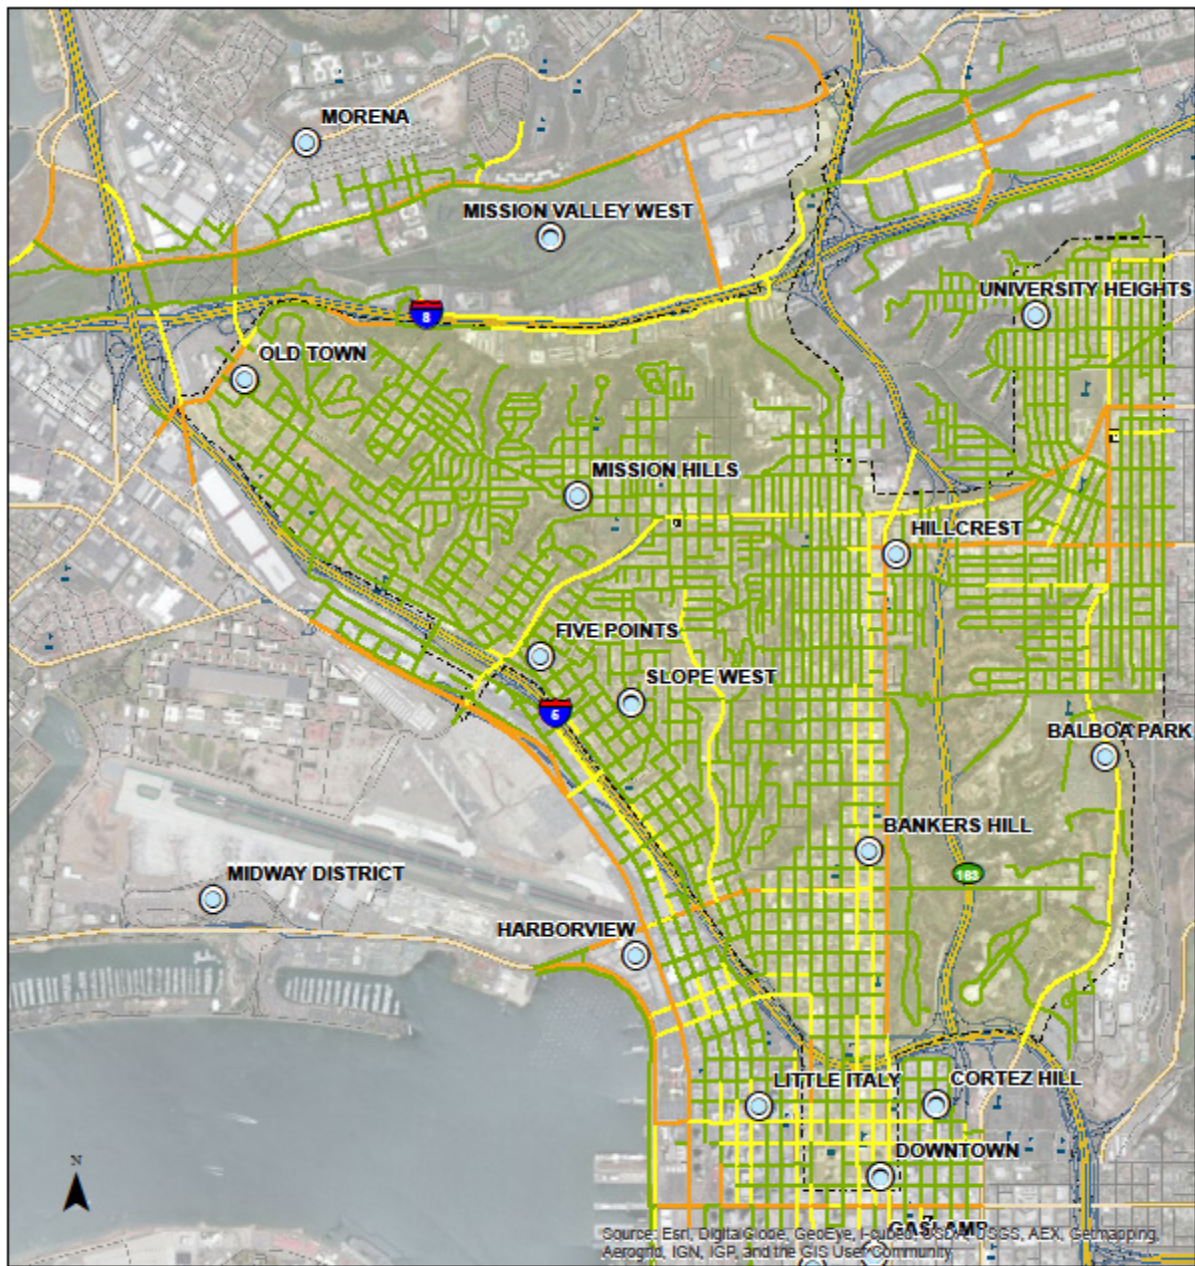 MORENA
MISSION VALLEY WEST
UNIVERSITY HEIGHTS
8
OLD TOWN
MISSION HILLS
HILLCREST
FIVE POINTS
SLOPE WEST
5
BALBOA PARK
BANKERS HILL
163
MIDWAY DISTRICT
HARBORVIEW
LITTLE ITALY
CORTEZ HILL
DOWNTOWN
N
GASLAMP
Source: Esri, DigitalGlobe, GeoEye, i-cubed, USDA, USGS, AEX, Getmapping,
Aerogrid, IGN, IGP, and the GIS User Community